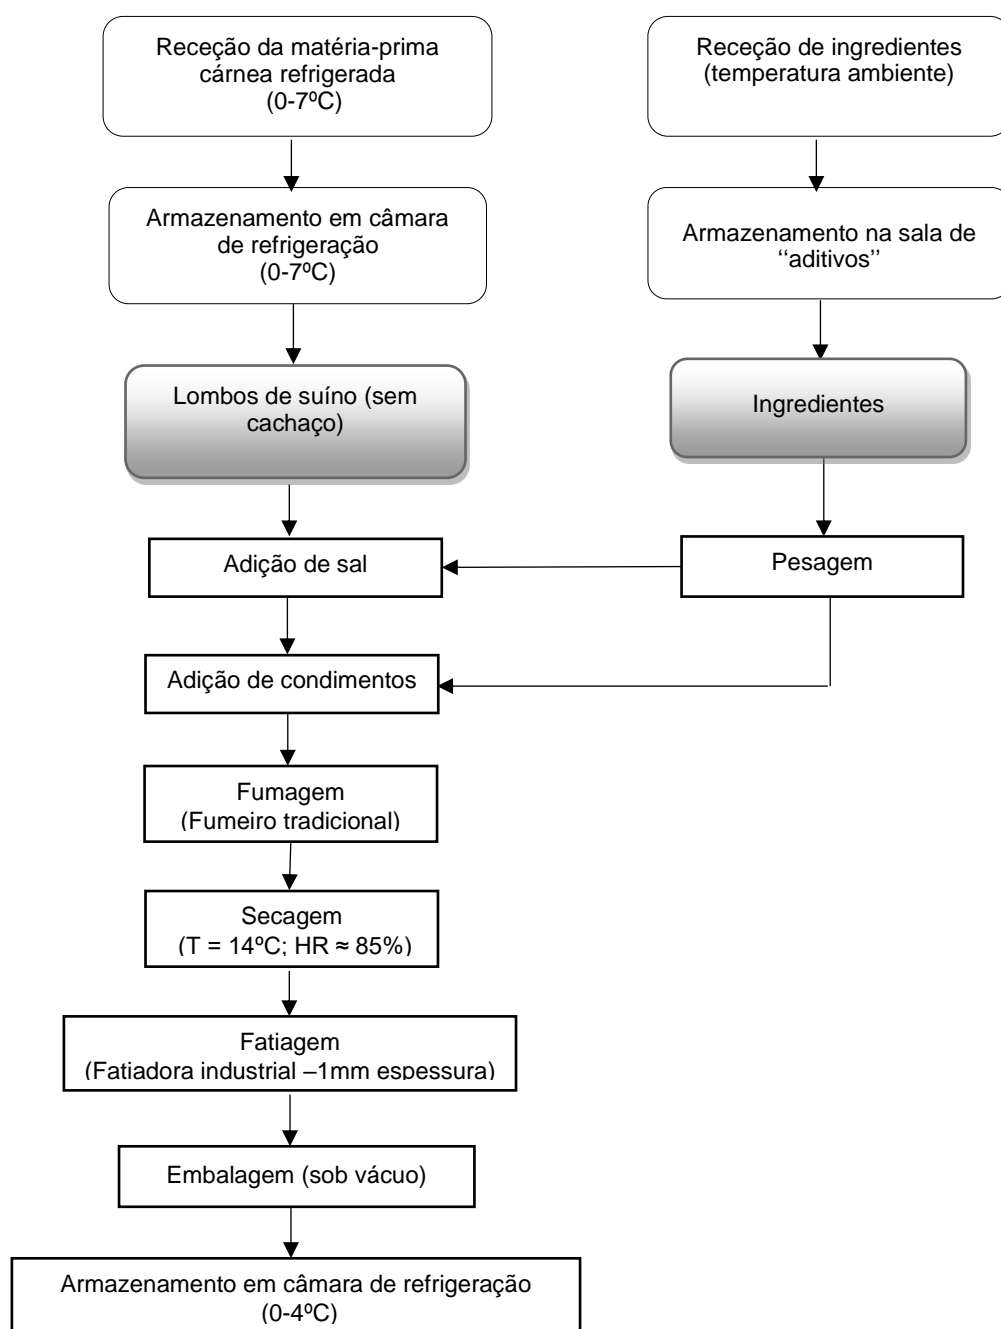 Receção da matéria-prima
cárnea refrigerada
(0-7ºC)
Receção de ingredientes
(temperatura ambiente)
Armazenamento em câmara
de refrigeração
(0-7ºC)
Armazenamento na sala de
‘‘aditivos’’
Lombos de suíno (sem
cachaço)
Ingredientes
Adição de sal
Pesagem
Adição de condimentos
Fumagem
(Fumeiro tradicional)
Secagem
(T = 14ºC; HR ≈ 85%)
Fatiagem
(Fatiadora industrial –1mm espessura)
Embalagem (sob vácuo)
Armazenamento em câmara de refrigeração
(0-4ºC)